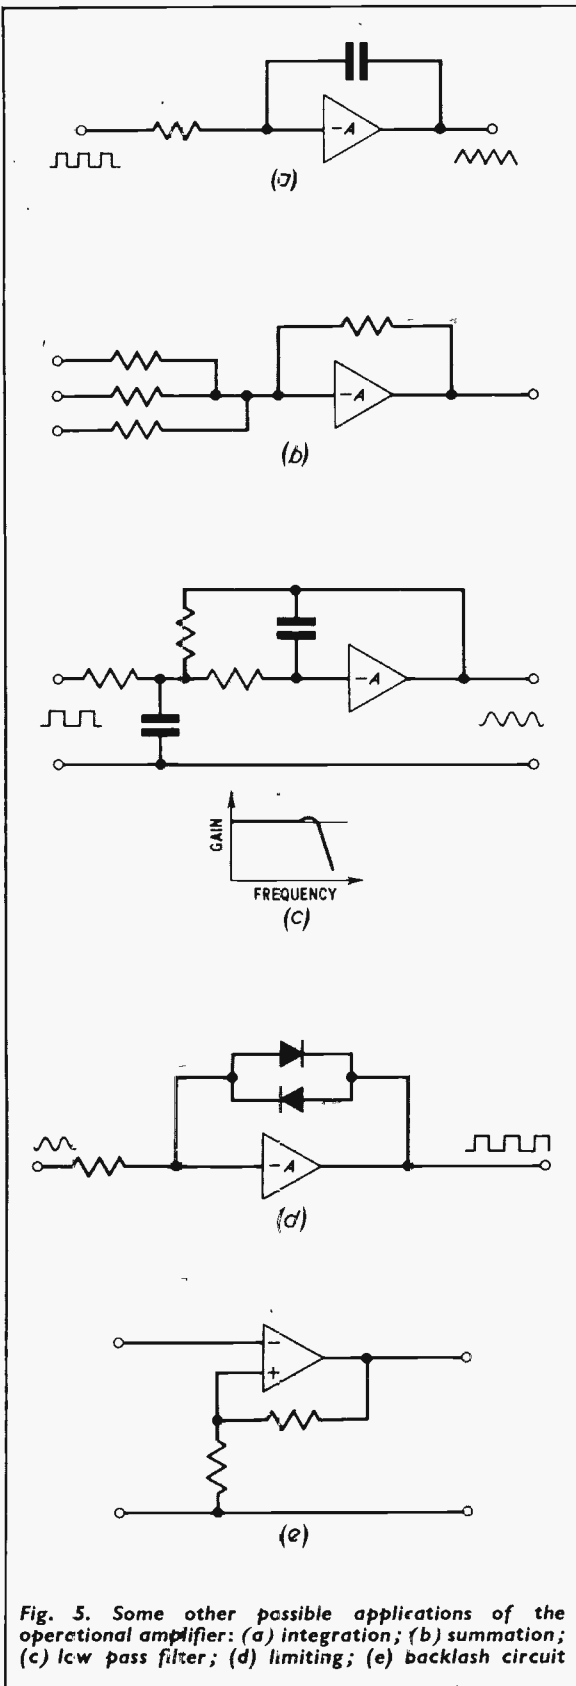 -A
(a)
-A
(b)
-A
GAIN
FREQUENCY
(c)
-A
(d)
-
+
(e)
Fig. 5. Some other possible applications of the
operational amplifier: (a) integration; (b) summation;
(c) low pass filter; (d) limiting; (e) backlash circuit